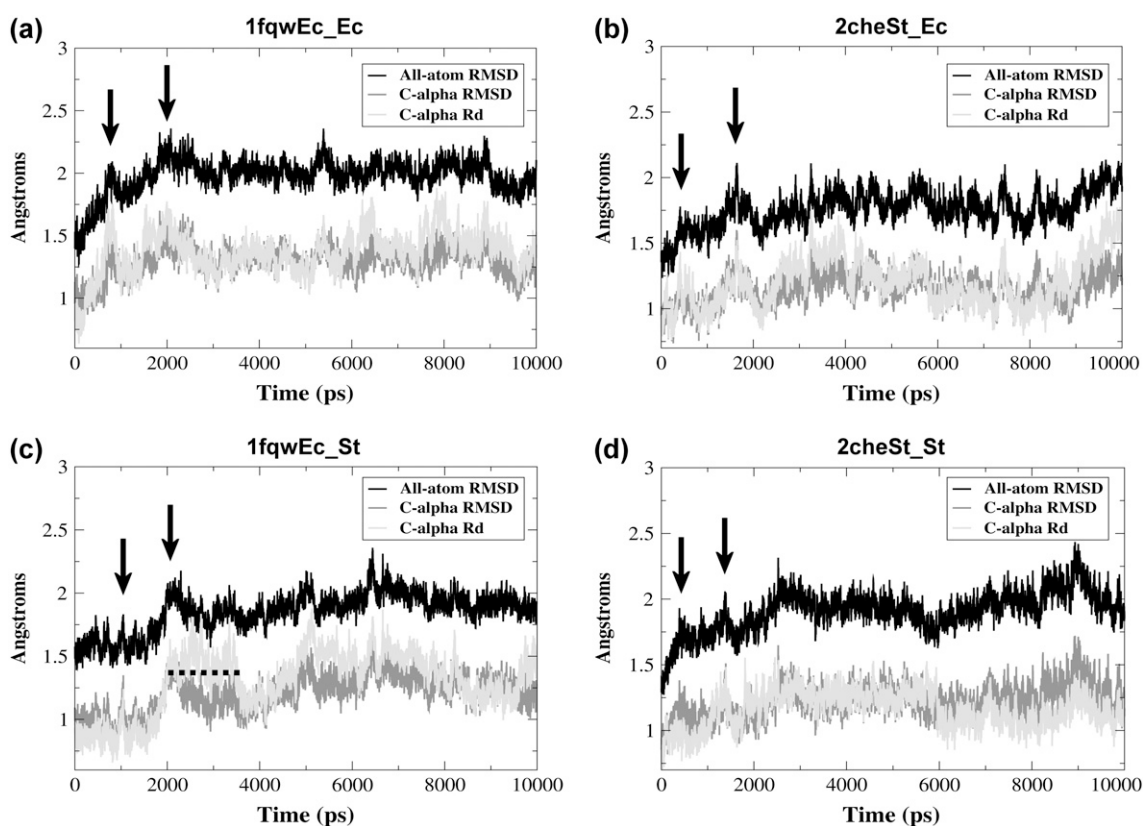 (a)
1fqwEc_Ec
3
2.5
2
1.5
1
Angstroms
All-atom RMSD
C-alpha RMSD
C-alpha Rd
0
2000
4000
6000
8000
10000
Time (ps)
(b)
2cheSt_Ec
3
2.5
2
1.5
1
Angstroms
All-atom RMSD
C-alpha RMSD
C-alpha Rd
0
2000
4000
6000
8000
10000
Time (ps)
(c)
1fqwEc_St
3
2.5
2
1.5
1
Angstroms
All-atom RMSD
C-alpha RMSD
C-alpha Rd
0
2000
4000
6000
8000
10000
Time (ps)
(d)
2cheSt_St
3
2.5
2
1.5
1
Angstroms
All-atom RMSD
C-alpha RMSD
C-alpha Rd
0
2000
4000
6000
8000
10000
Time (ps)